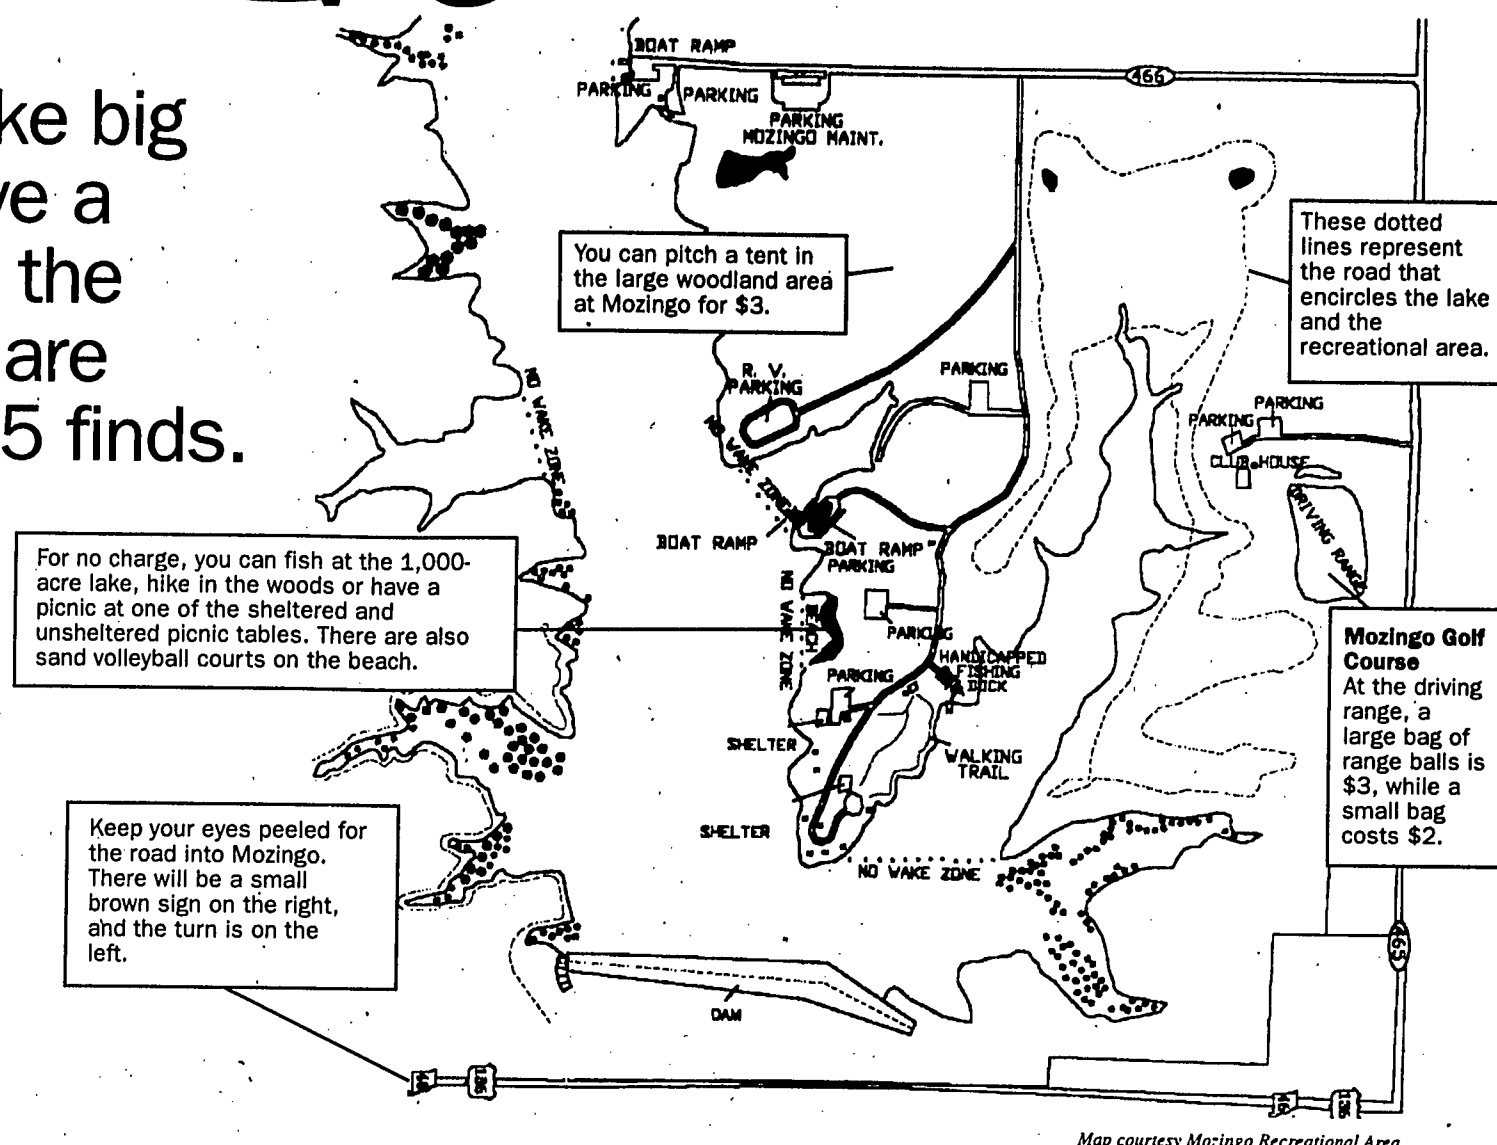 ke big
ve a
the
are
5 finds.
BOAT RAMP
466
PARKING
PARKING
PARKING
MOZINGO MAINT.
You can pitch a tent in
the large woodland area
at Mozingo for $3.
These dotted
lines represent
the road that
encircles the lake
and the
recreational area.
NO WAKE ZONE
R. V.
PARKING
PARKING
NO WAKE ZONE
PARKING
PARKING
CLUB HOUSE
DRIVING RANGE
BOAT RAMP
BOAT RAMP
PARKING
For no charge, you can fish at the 1,000-
acre lake, hike in the woods or have a
picnic at one of the sheltered and
unsheltered picnic tables. There are also
sand volleyball courts on the beach.
NO WAKE ZONE
BEACH
PARKING
HANDICAPPED
FISHING
DOCK
PARKING
SHELTER
WALKING
TRAIL
SHELTER
NO WAKE ZONE
Mozingo Golf
Course
At the driving
range, a
large bag of
range balls is
$3, while a
small bag
costs $2.
Keep your eyes peeled for
the road into Mozingo.
There will be a small
brown sign on the right,
and the turn is on the
left.
465
DAM
46
136
46
136
Map courtesy Mozingo Recreational Area